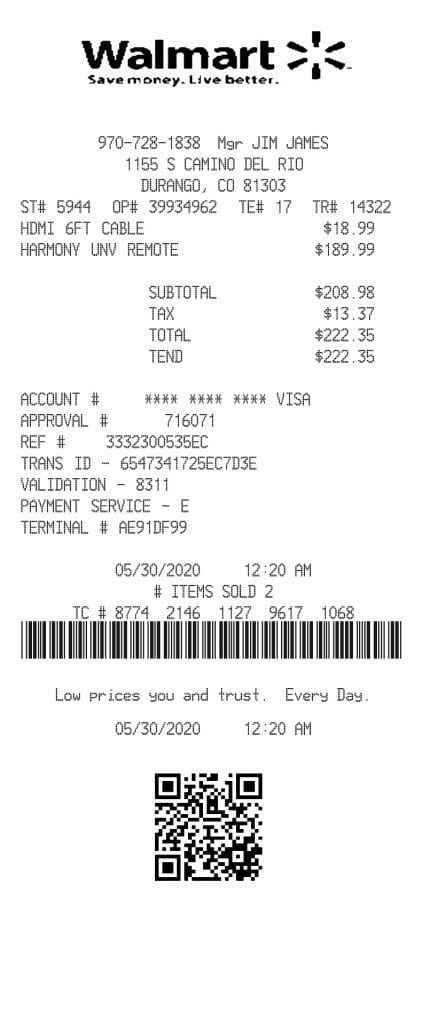 Walmart
Save money. Live better.
970-728-1838 Mgr JIM JAMES
1155 S CAMINO DEL RIO
DURANGO, CO 81303
ST# 5944 OP# 39934962 TE# 17 TR# 14322
HDMI 6FT CABLE $18.99
HARMONY UNV REMOTE $189.99
SUBTOTAL $208.98
TAX $13.37
TOTAL $222.35
TEND $222.35
ACCOUNT # **** **** **** VISA
APPROVAL # 716071
REF # 3332300535EC
TRANS ID - 6547341725EC7D3E
VALIDATION - 8311
PAYMENT SERVICE - E
TERMINAL # AE91DF99
05/30/2020 12:20 AM
# ITEMS SOLD 2
TC # 8774 2146 1127 9617 1068
Low prices you and trust. Every Day.
05/30/2020 12:20 AM